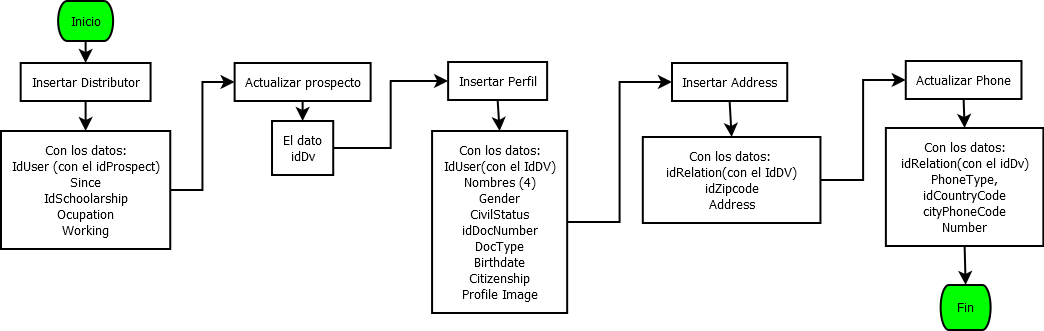 Inicio
Insertar Distributor
Con los datos:
IdUser (con el idProspect)
Since
IdSchoolarship
Ocupation
Working
Actualizar prospecto
El dato
idDv
Insertar Perfil
Con los datos:
IdUser(con el IdDV)
Nombres (4)
Gender
CivilStatus
idDocNumber
DocType
Birthdate
Citizenship
Profile Image
Insertar Address
Con los datos:
idRelation(con el IdDV)
idZipcode
Address
Actualizar Phone
Con los datos:
idRelation(con el idDv)
PhoneType,
idCountryCode
cityPhoneCode
Number
Fin